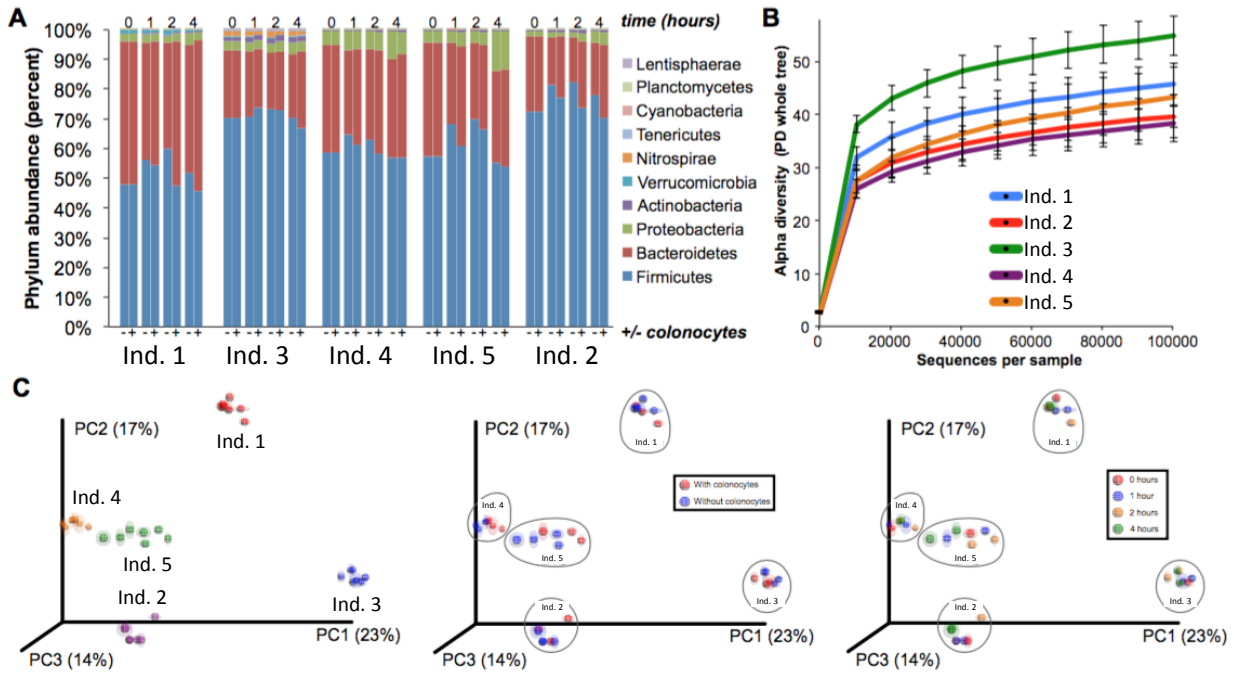 A
0 1 2 4 0 1 2 4 0 1 2 4 0 1 2 4 0 1 2 4 time (hours)
Phylum abundance (percent)
100%
90%
80%
70%
60%
50%
40%
30%
20%
10%
0%
Lentisphaerae
Planctomycetes
Cyanobacteria
Tenericutes
Nitrospirae
Verrucomicrobia
Actinobacteria
Proteobacteria
Bacteroidetes
Firmicutes
-+ -+ -+ -+ -+ -+ -+ -+ -+ -+ -+ -+ -+ -+ -+ -+ -+ -+ -+ -+ +/- colonocytes
Ind. 1 Ind. 3 Ind. 4 Ind. 5 Ind. 2
B
Alpha diversity (PD whole tree)
50
40
30
20
10
0
Ind. 1
Ind. 2
Ind. 3
Ind. 4
Ind. 5
0 20000 40000 60000 80000 100000
Sequences per sample
C
PC2 (17%)
Ind. 1
Ind. 4
Ind. 5
Ind. 2
Ind. 3
PC1 (23%)
PC3 (14%)
PC2 (17%)
Ind. 1
With colonocytes
Without colonocytes
Ind. 4
Ind. 5
Ind. 2
Ind. 3
PC1 (23%)
PC3 (14%)
PC2 (17%)
Ind. 1
0 hours
1 hour
2 hours
4 hours
Ind. 4
Ind. 5
Ind. 2
Ind. 3
PC1 (23%)
PC3 (14%)